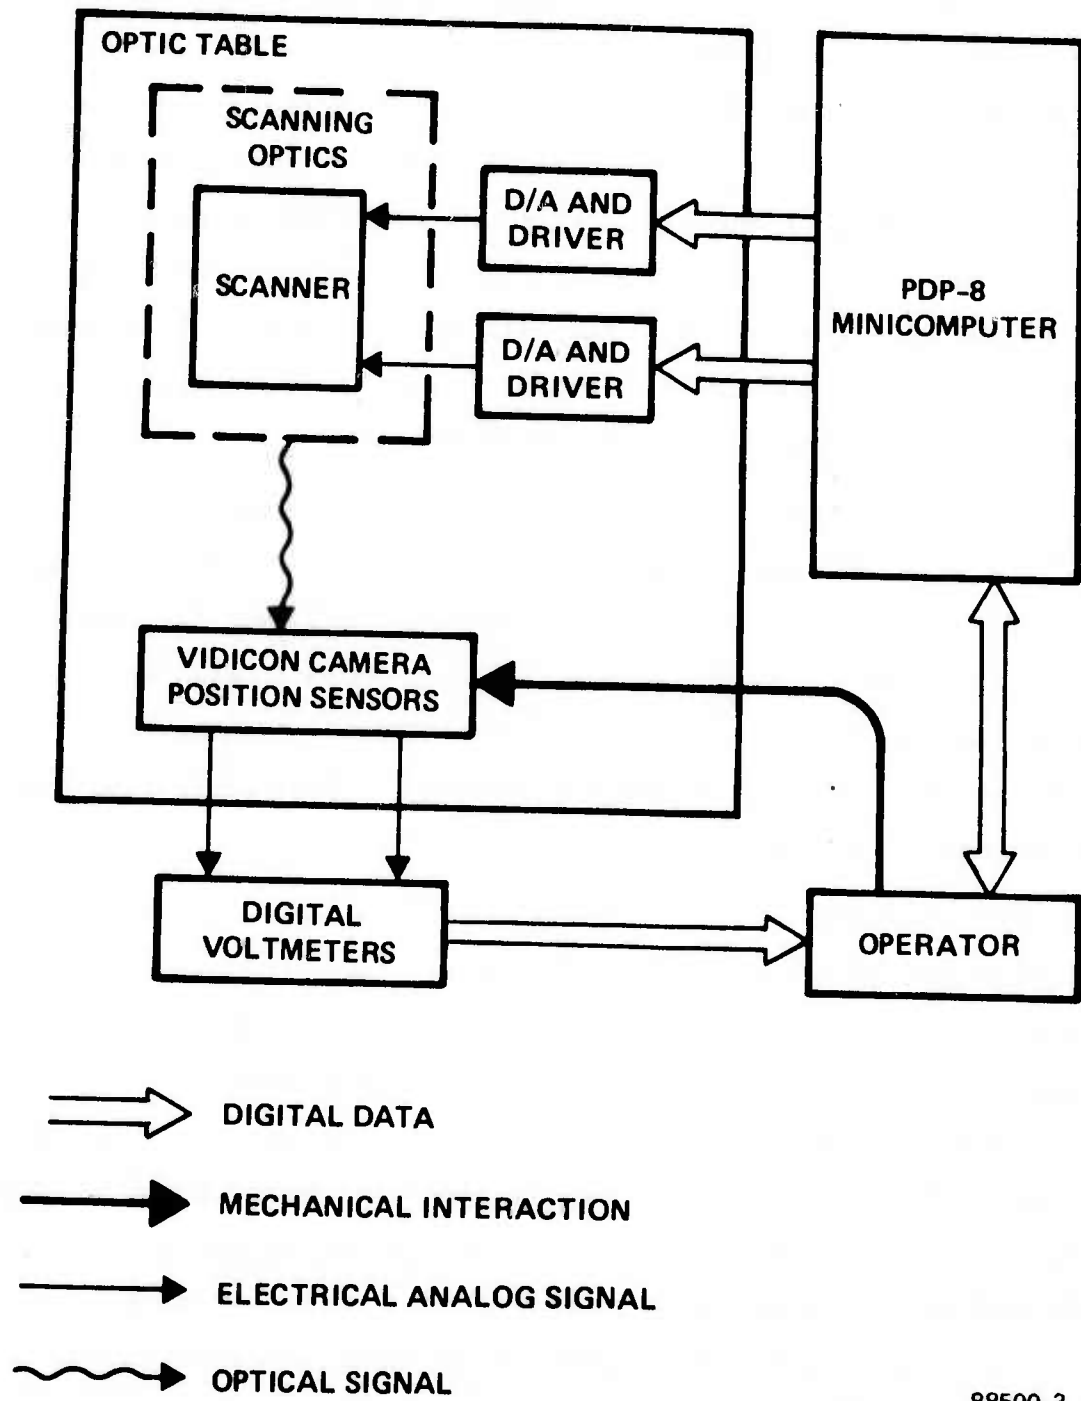 OPTIC TABLE
SCANNING
OPTICS
SCANNER
D/A AND
DRIVER
D/A AND
DRIVER
PDP-8
MINICOMPUTER
VIDICON CAMERA
POSITION SENSORS
DIGITAL
VOLTMETERS
OPERATOR
DIGITAL DATA
MECHANICAL INTERACTION
ELECTRICAL ANALOG SIGNAL
OPTICAL SIGNAL